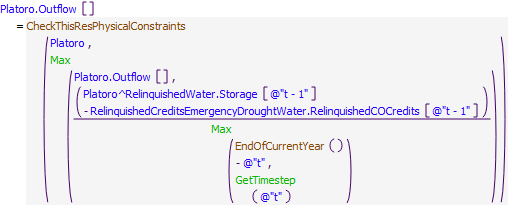 Platoro.Outflow []
= CheckThisResPhysicalConstraints
(Platoro ,
Max
(Platoro.Outflow [] ,
(Platoro^RelinquishedWater.Storage [@"t - 1"]
- RelinquishedCreditsEmergencyDroughtWater.RelinquishedCOCredits [@"t - 1"])
Max
(EndOfCurrentYear ()
- @"t" ,
GetTimestep
(@"t")
)))